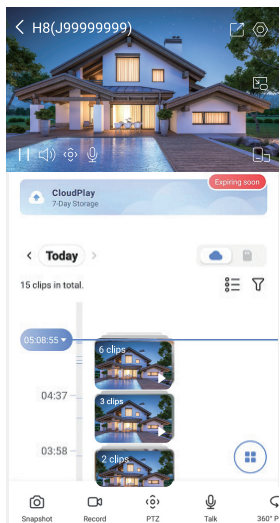 H8(J99999999)
CloudPlay
7-Day Storage
Expiring soon
Today
15 clips in total.
05:08:55
6 clips
04:37
3 clips
03:58
2 clips
Snapshot
Record
PTZ
Talk
360° P